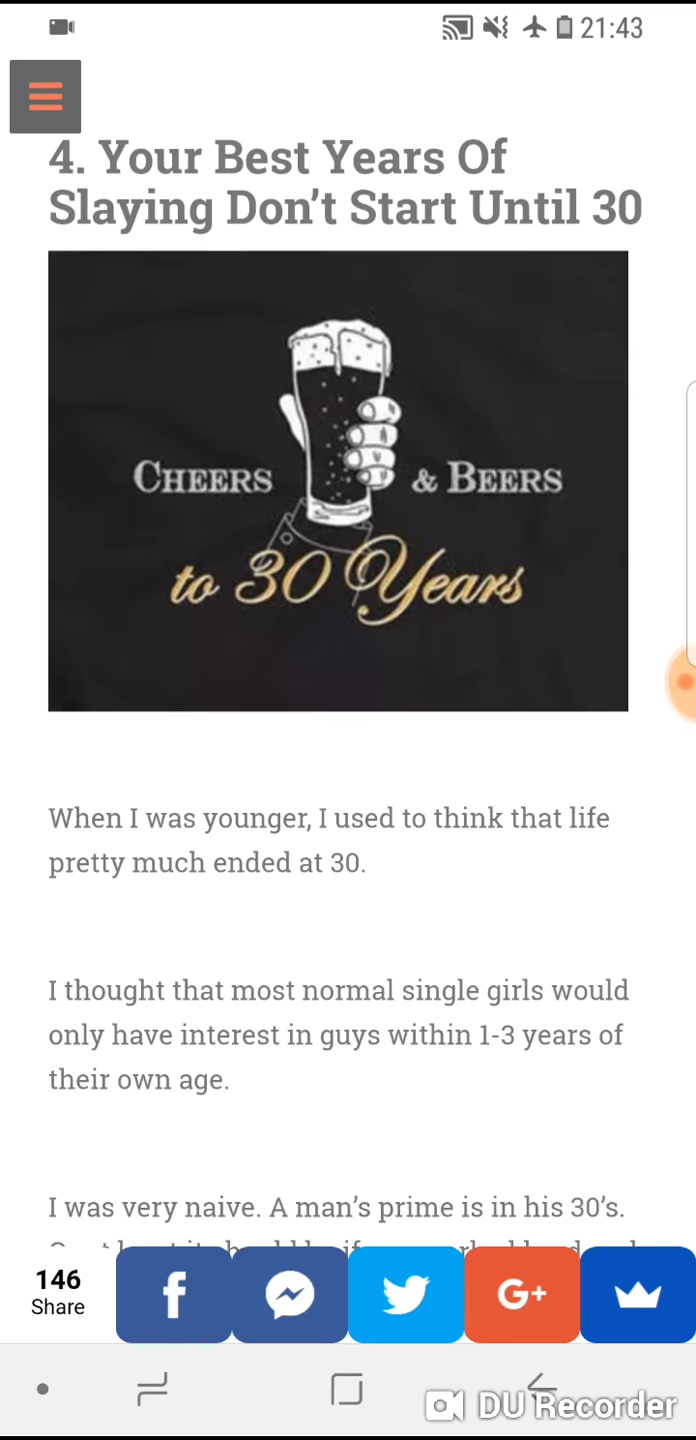 21:43
4. Your Best Years Of
Slaying Don’t Start Until 30
CHEERS & BEERS
to 30 Years
When I was younger, I used to think that life
pretty much ended at 30.
I thought that most normal single girls would
only have interest in guys within 1-3 years of
their own age.
I was very naive. A man’s prime is in his 30’s.
146
Share
G+
DU Recorder